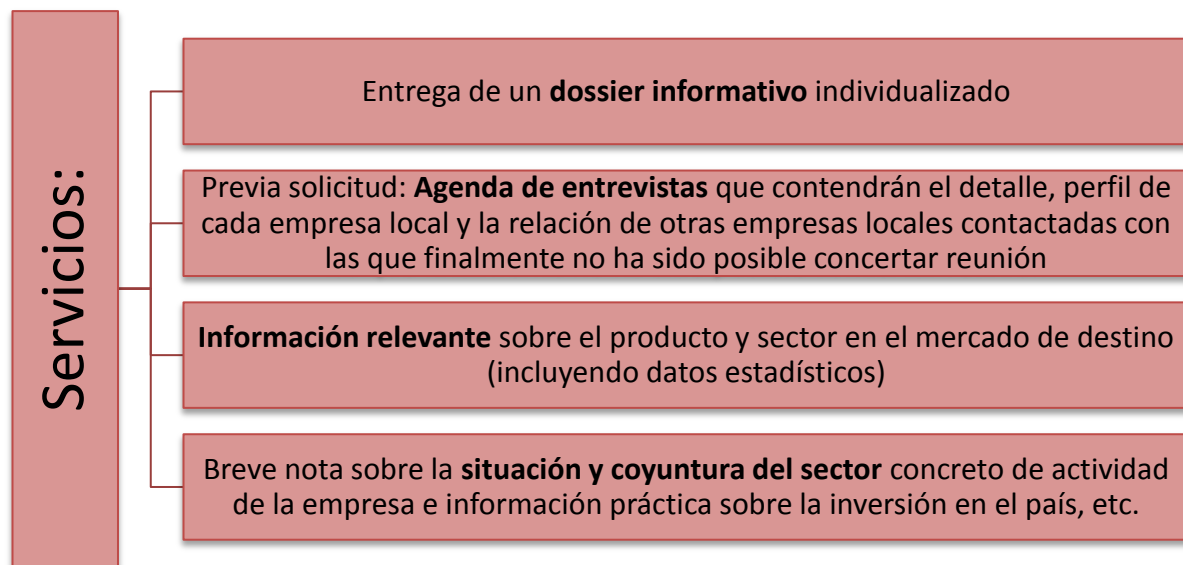 Servicios:
Entrega de un dossier informativo individualizado
Previa solicitud: Agenda de entrevistas que contendrán el detalle, perfil de
cada empresa local y la relación de otras empresas locales contactadas con
las que finalmente no ha sido posible concertar reunión
Información relevante sobre el producto y sector en el mercado de destino
(incluyendo datos estadísticos)
Breve nota sobre la situación y coyuntura del sector concreto de actividad
de la empresa e información práctica sobre la inversión en el país, etc.